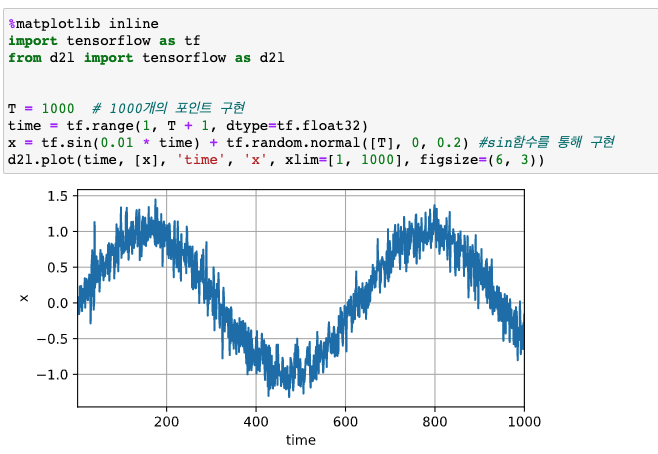 %matplotlib inline
import tensorflow as tf
from d2l import tensorflow as d2l
T = 1000  # 1000개의 포인트 구현
time = tf.range(1, T + 1, dtype=tf.float32)
x = tf.sin(0.01 * time) + tf.random.normal([T], 0, 0.2) #sin함수를 통해 구현
d2l.plot(time, [x], 'time', 'x', xlim=[1, 1000], figsize=(6, 3))
1.5
1.0
0.5
0.0
−0.5
−1.0
x
200 400 600 800 1000
time